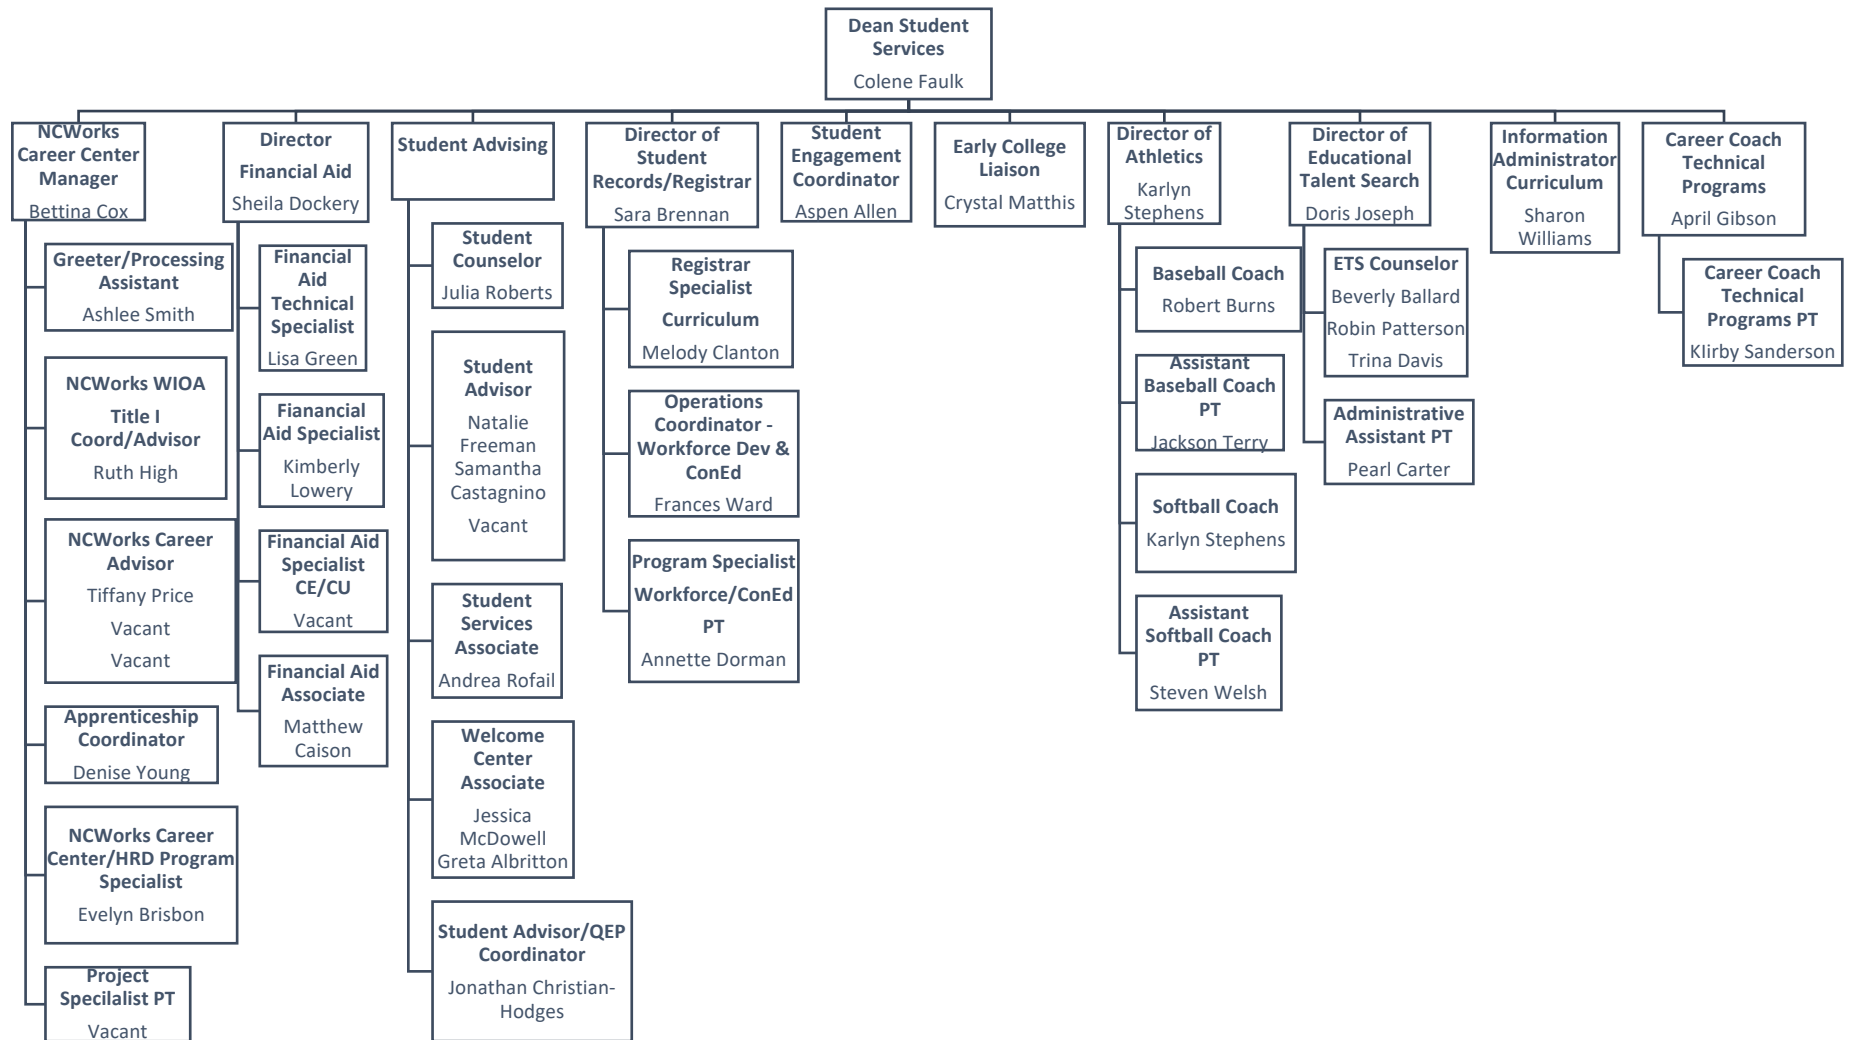 Dean Student
Services
Colene Faulk
NCWorks
Career Center
Manager
Bettina Cox
Greeter/Processing
Assistant
Ashlee Smith
NCWorks WIOA
Title I
Coord/Advisor
Ruth High
NCWorks Career
Advisor
Tiffany Price
Vacant
Vacant
Apprenticeship
Coordinator
Denise Young
NCWorks Career
Center/HRD Program
Specialist
Evelyn Brisbon
Project
Specilalist PT
Vacant
Director
Financial Aid
Sheila Dockery
Financial
Aid
Technical
Specialist
Lisa Green
Fianancial
Aid Specialist
Kimberly
Lowery
Financial Aid
Specialist
CE/CU
Vacant
Financial Aid
Associate
Matthew
Caison
Student Advising
Student
Counselor
Julia Roberts
Student
Advisor
Natalie
Freeman
Samantha
Castagnino
Vacant
Student
Services
Associate
Andrea Rofail
Welcome
Center
Associate
Jessica
McDowell
Greta Albritton
Student Advisor/QEP
Coordinator
Jonathan Christian-
Hodges
Director of
Student
Records/Registrar
Sara Brennan
Registrar
Specialist
Curriculum
Melody Clanton
Operations
Coordinator -
Workforce Dev &
ConEd
Frances Ward
Program Specialist
Workforce/ConEd
PT
Annette Dorman
Student
Engagement
Coordinator
Aspen Allen
Early College
Liaison
Crystal Matthis
Director of
Athletics
Karlyn
Stephens
Baseball Coach
Robert Burns
Assistant
Baseball Coach
PT
Jackson Terry
Softball Coach
Karlyn Stephens
Assistant
Softball Coach
PT
Steven Welsh
Director of
Educational
Talent Search
Doris Joseph
ETS Counselor
Beverly Ballard
Robin Patterson
Trina Davis
Administrative
Assistant PT
Pearl Carter
Information
Administrator
Curriculum
Sharon
Williams
Career Coach
Technical
Programs
April Gibson
Career Coach
Technical
Programs PT
KIirby Sanderson